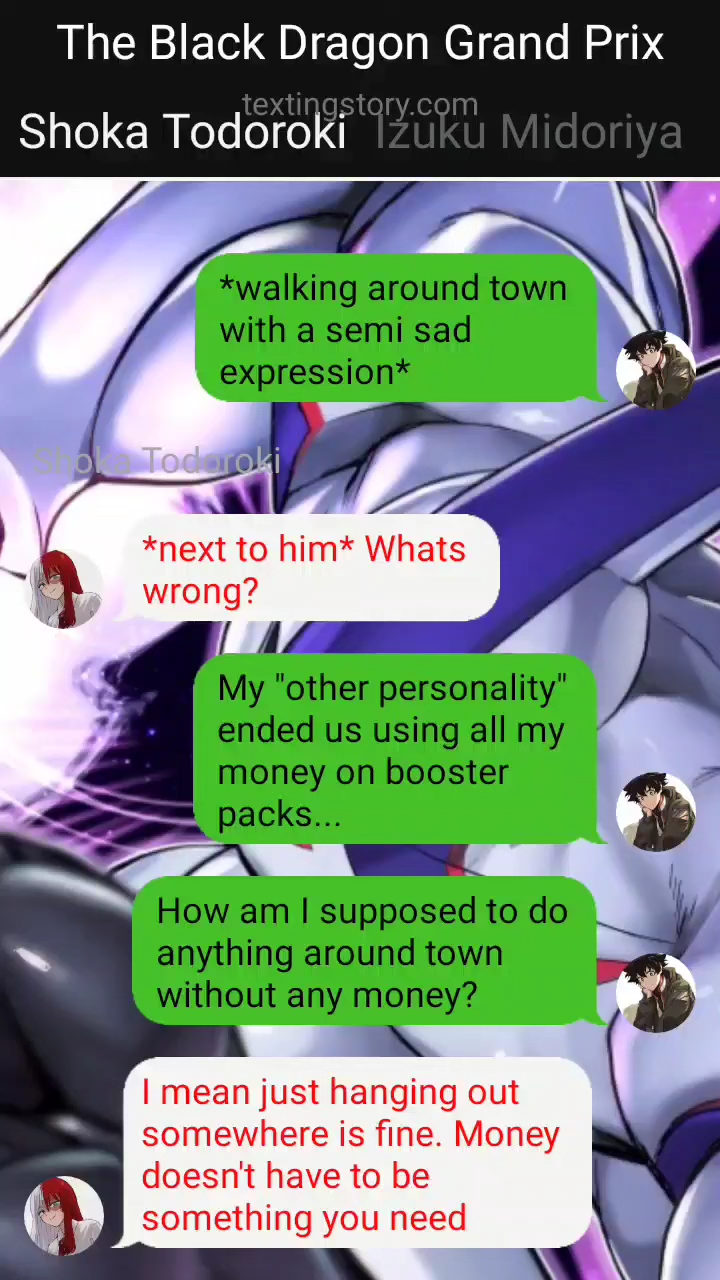 The Black Dragon Grand Prix
textingstory.com
Shoka Todoroki Izuku Midoriya
*walking around town
with a semi sad
expression*
Shoka Todoroki
*next to him* Whats
wrong?
My "other personality"
ended us using all my
money on booster
packs...
How am I supposed to do
anything around town
without any money?
I mean just hanging out
somewhere is fine. Money
doesn't have to be
something you need